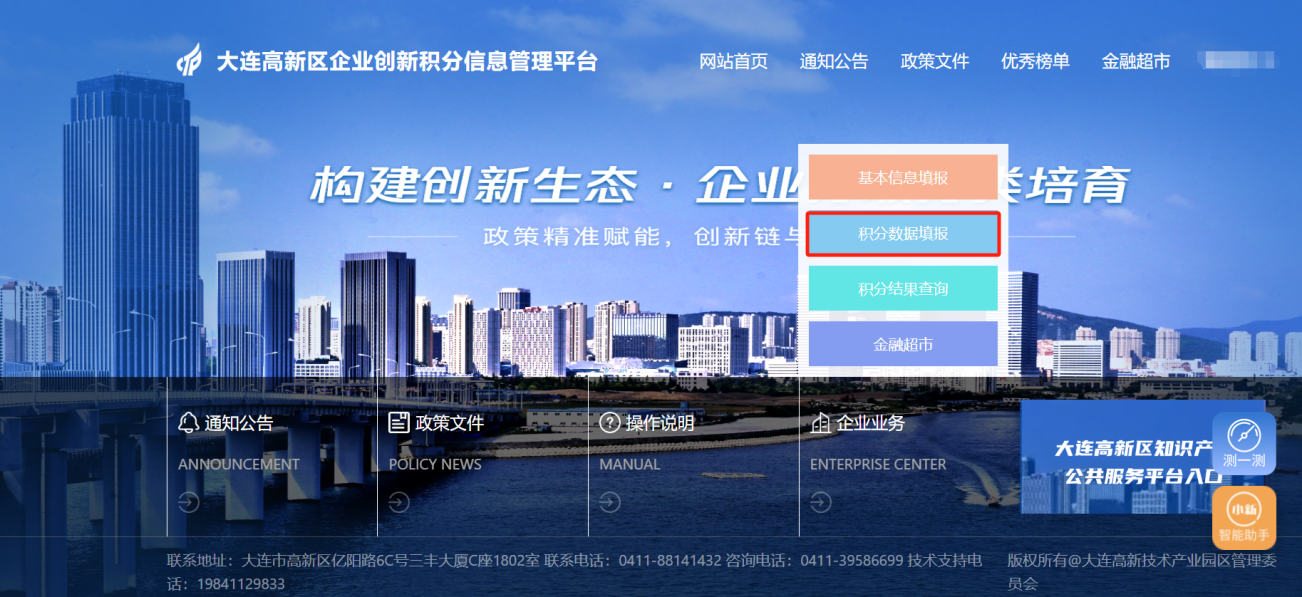 大连高新区企业创新积分信息管理平台
网站首页 通知公告 政策文件 优秀榜单 金融超市
构建创新生态·企业 类培育
政策精准赋能，创新链与
基本信息填报
积分数据填报
积分结果查询
金融超市
通知公告 政策文件 操作说明 企业业务
ANNOUNCEMENT POLICY NEWS MANUAL ENTERPRISE CENTER
大连高新区知识产
公共服务平台入口
测一测
小新
智能助手
联系地址：大连市高新区亿阳路6C号三丰大厦C座1802室 联系电话：0411-88141432 咨询电话：0411-39586699 技术支持电
话：19841129833
版权所有@大连高新技术产业园区管理委
员会